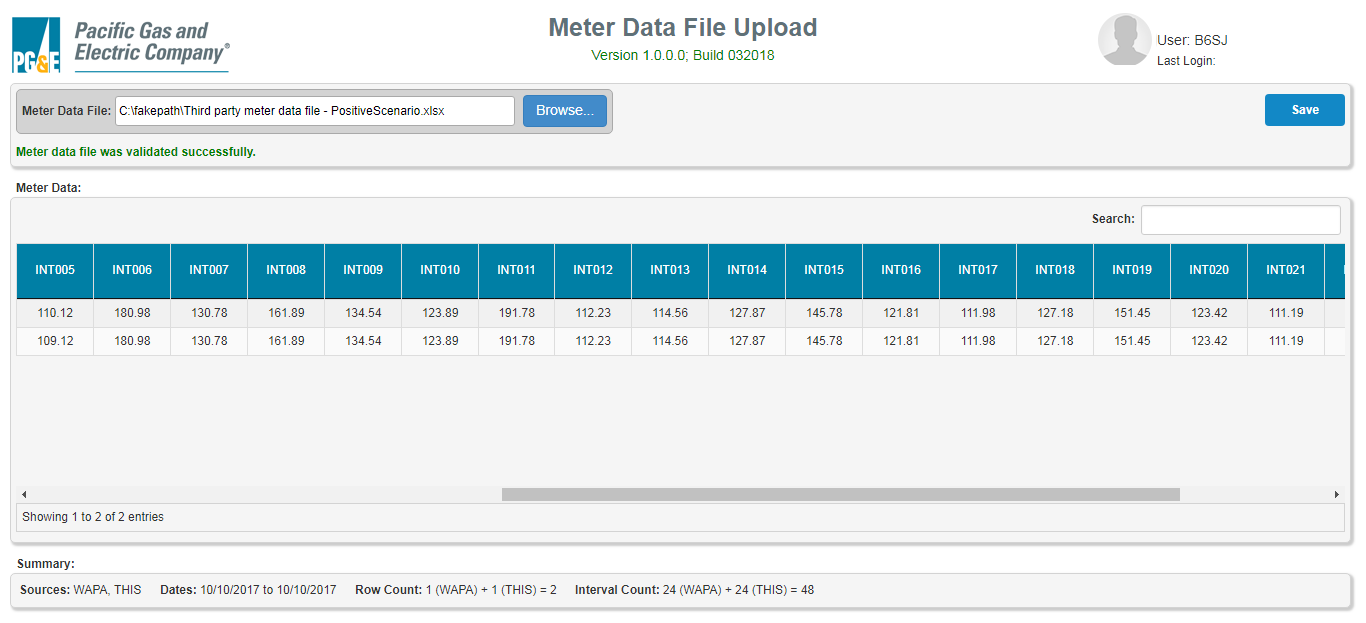 PG&E
Pacific Gas and
Electric Company®
Meter Data File Upload
Version 1.0.0.0; Build 032018
User: B6SJ
Last Login:
Meter Data File: C:\fakepath\Third party meter data file - PositiveScenario.xlsx Browse... Save
Meter data file was validated successfully.
Meter Data:
Search:
INT005 INT006 INT007 INT008 INT009 INT010 INT011 INT012 INT013 INT014 INT015 INT016 INT017 INT018 INT019 INT020 INT021
110.12 180.98 130.78 161.89 134.54 123.89 191.78 112.23 114.56 127.87 145.78 121.81 111.98 127.18 151.45 123.42 111.19
109.12 180.98 130.78 161.89 134.54 123.89 191.78 112.23 114.56 127.87 145.78 121.81 111.98 127.18 151.45 123.42 111.19
Showing 1 to 2 of 2 entries
Summary:
Sources: WAPA, THIS Dates: 10/10/2017 to 10/10/2017 Row Count: 1 (WAPA) + 1 (THIS) = 2 Interval Count: 24 (WAPA) + 24 (THIS) = 48